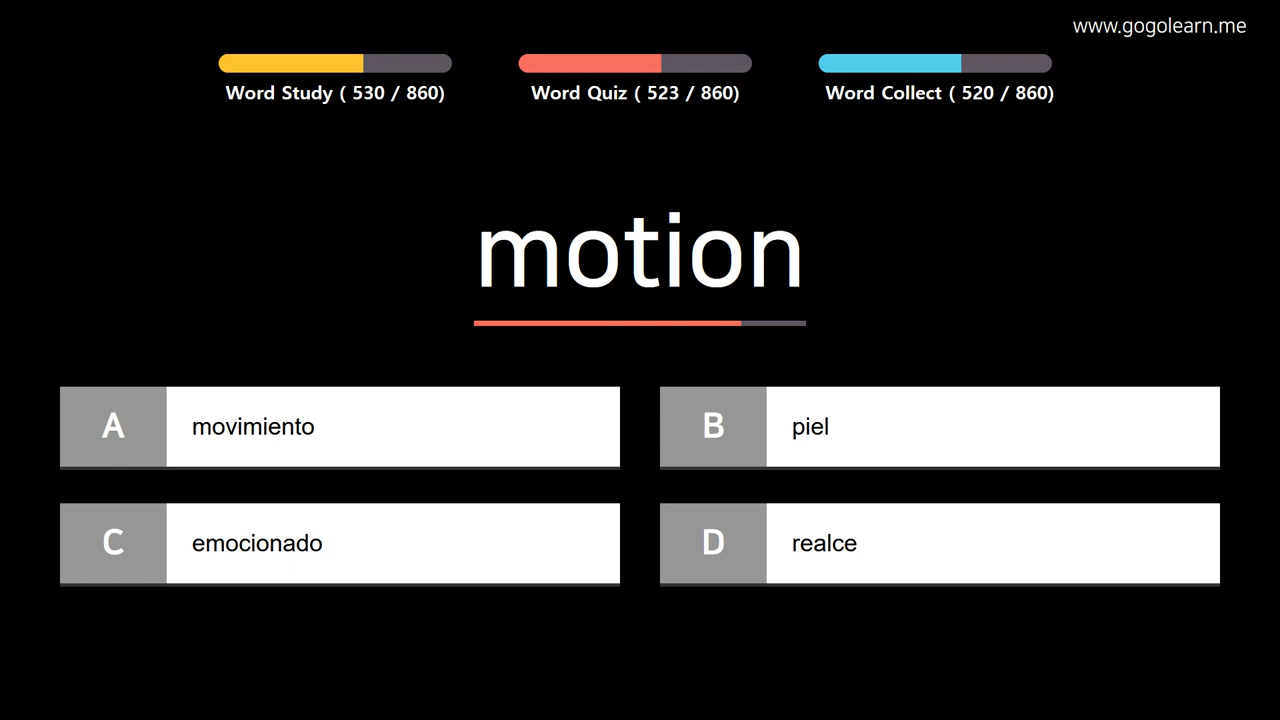 www.gogolearn.me
Word Study ( 530 / 860)
Word Quiz ( 523 / 860)
Word Collect ( 520 / 860)
motion
A movimiento
B piel
C emocionado
D realce